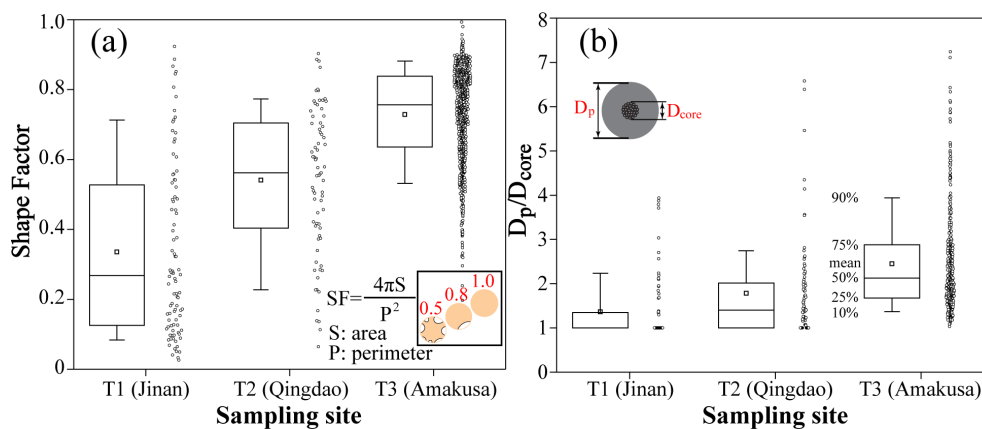 (a)
Shape Factor
1.0
0.8
0.6
0.4
0.2
0
SF=4πS/P²
S: area
P: perimeter
0.5 0.8 1.0
T1 (Jinan) T2 (Qingdao) T3 (Amakusa)
Sampling site
(b)
Dp/Dcore
8
7
6
5
4
3
2
1
0
Dp
Dcore
90%
75%
mean
50%
25%
10%
T1 (Jinan) T2 (Qingdao) T3 (Amakusa)
Sampling site